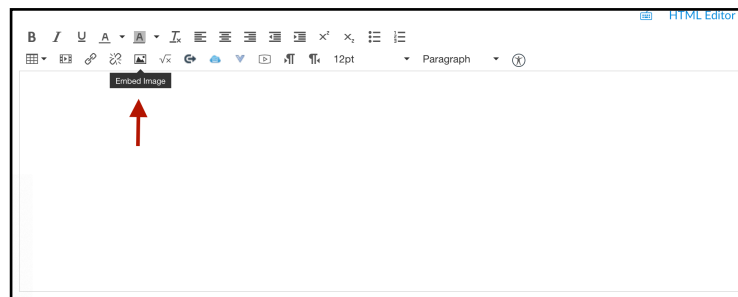 HTML Editor
B I U A A Tx x² x₂
√x 12pt Paragraph
Embed Image